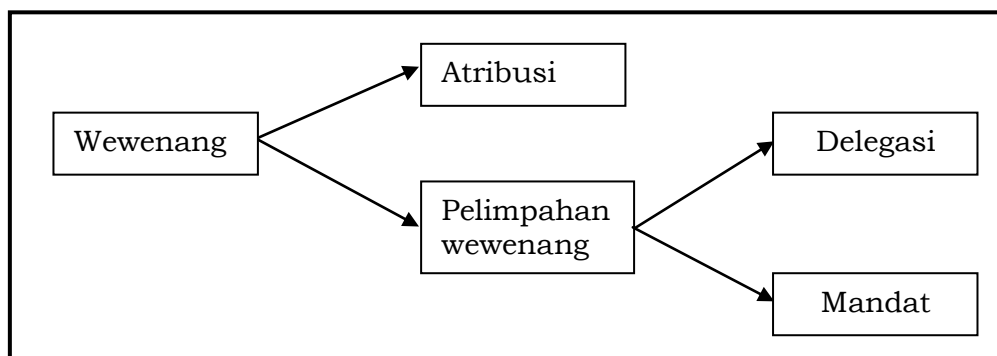 Atribusi
Wewenang
Delegasi
Pelimpahan
wewenang
Mandat